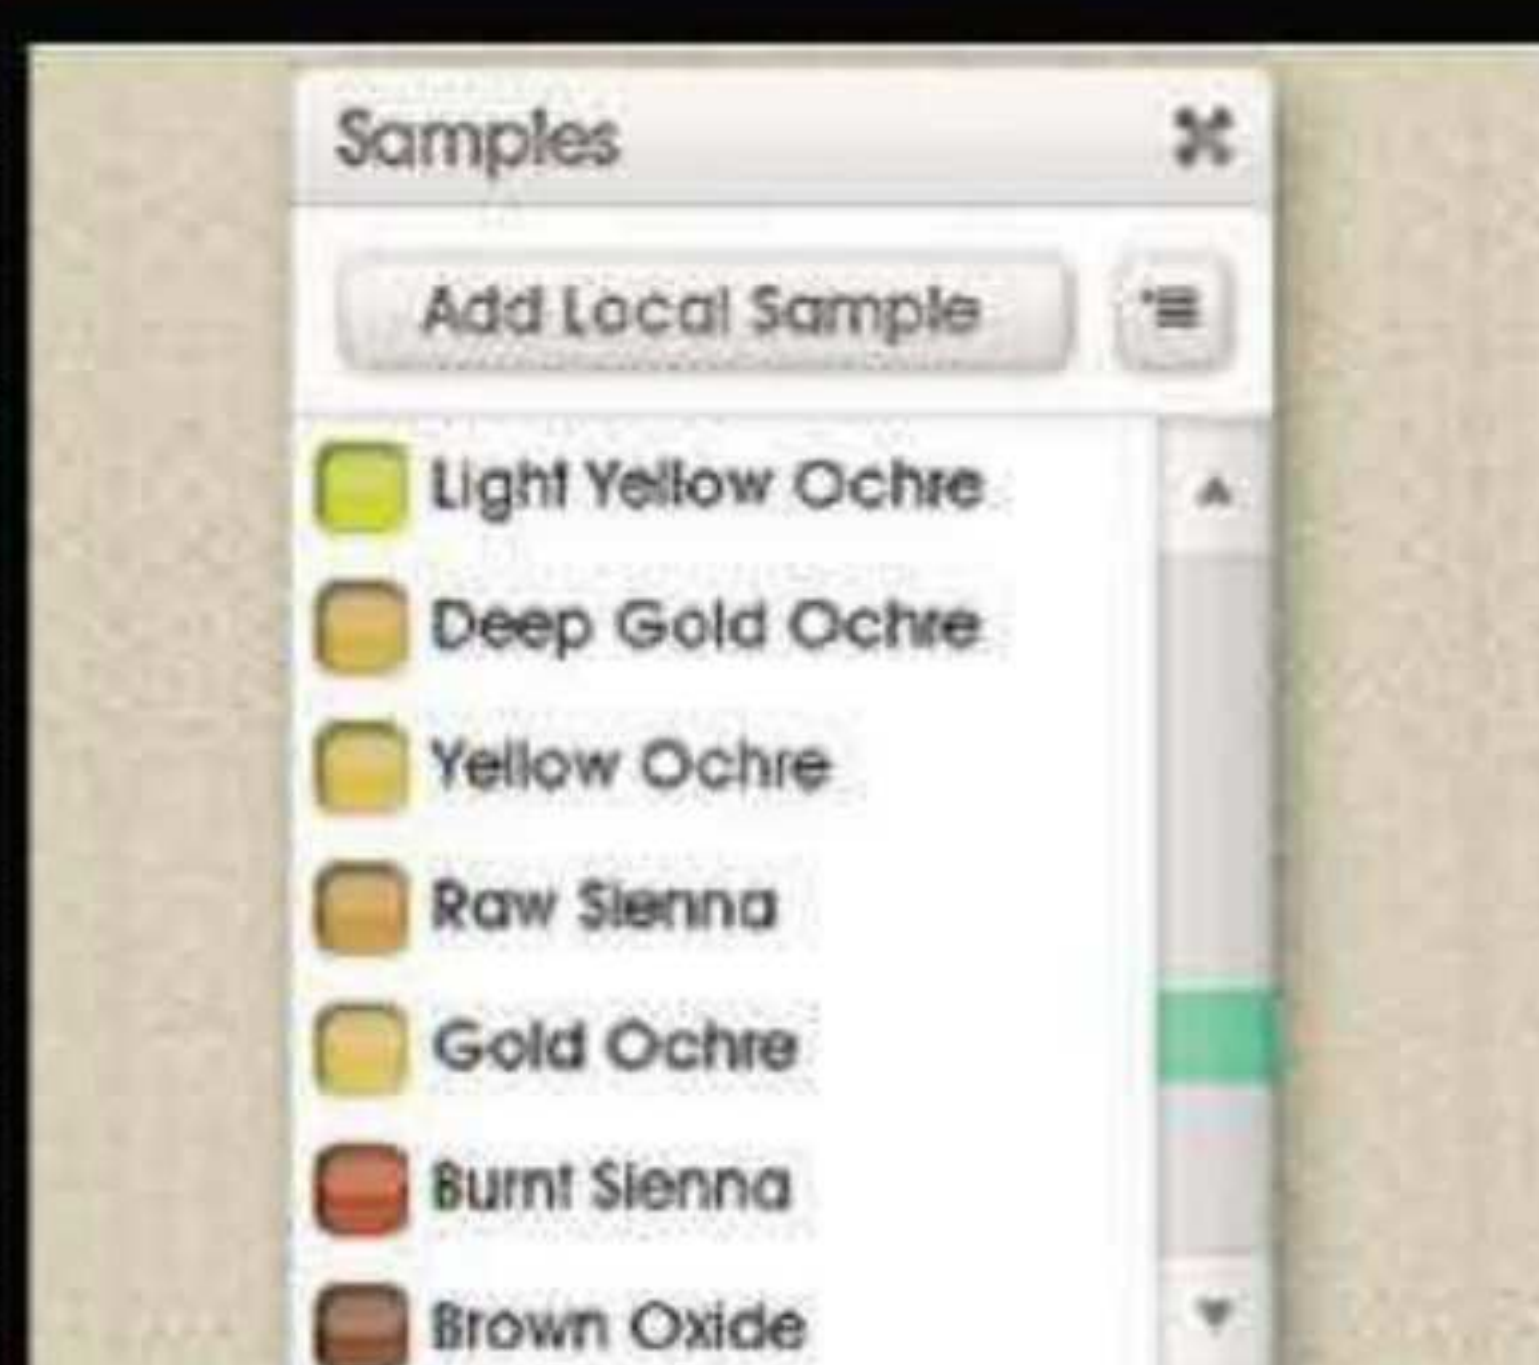 Samples
Add Local Sample
Light Yellow Ochre
Deep Gold Ochre
Yellow Ochre
Raw Sienna
Gold Ochre
Burnt Sienna
Brown Oxide